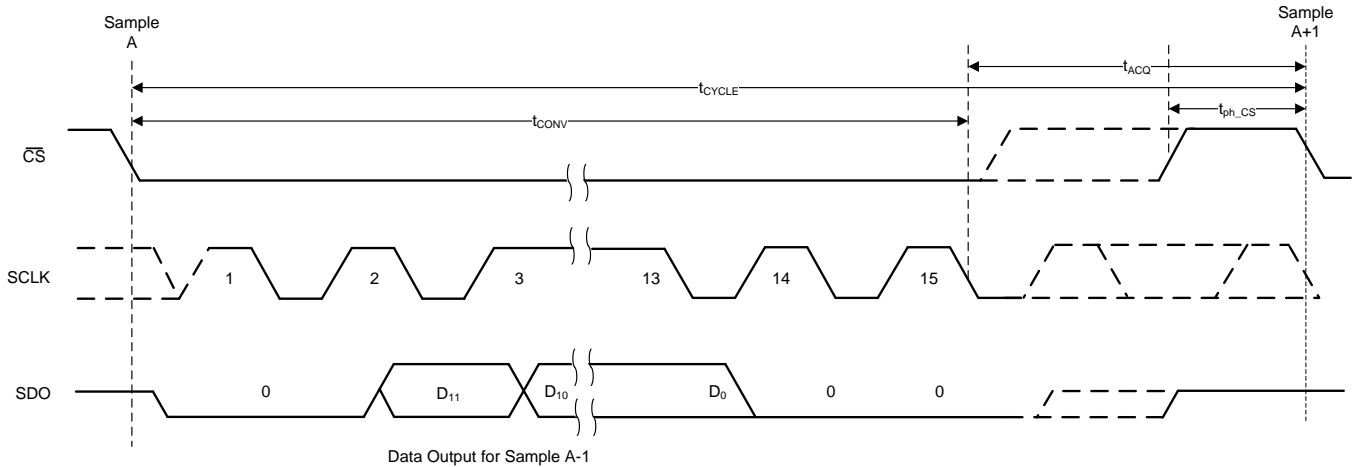 Sample
A
Sample
A+1
tACQ
tCYCLE
tph_CS
tCONV
CS
SCLK
1 2 3 13 14 15
SDO
0 D11 D10 D0 0 0
Data Output for Sample A-1